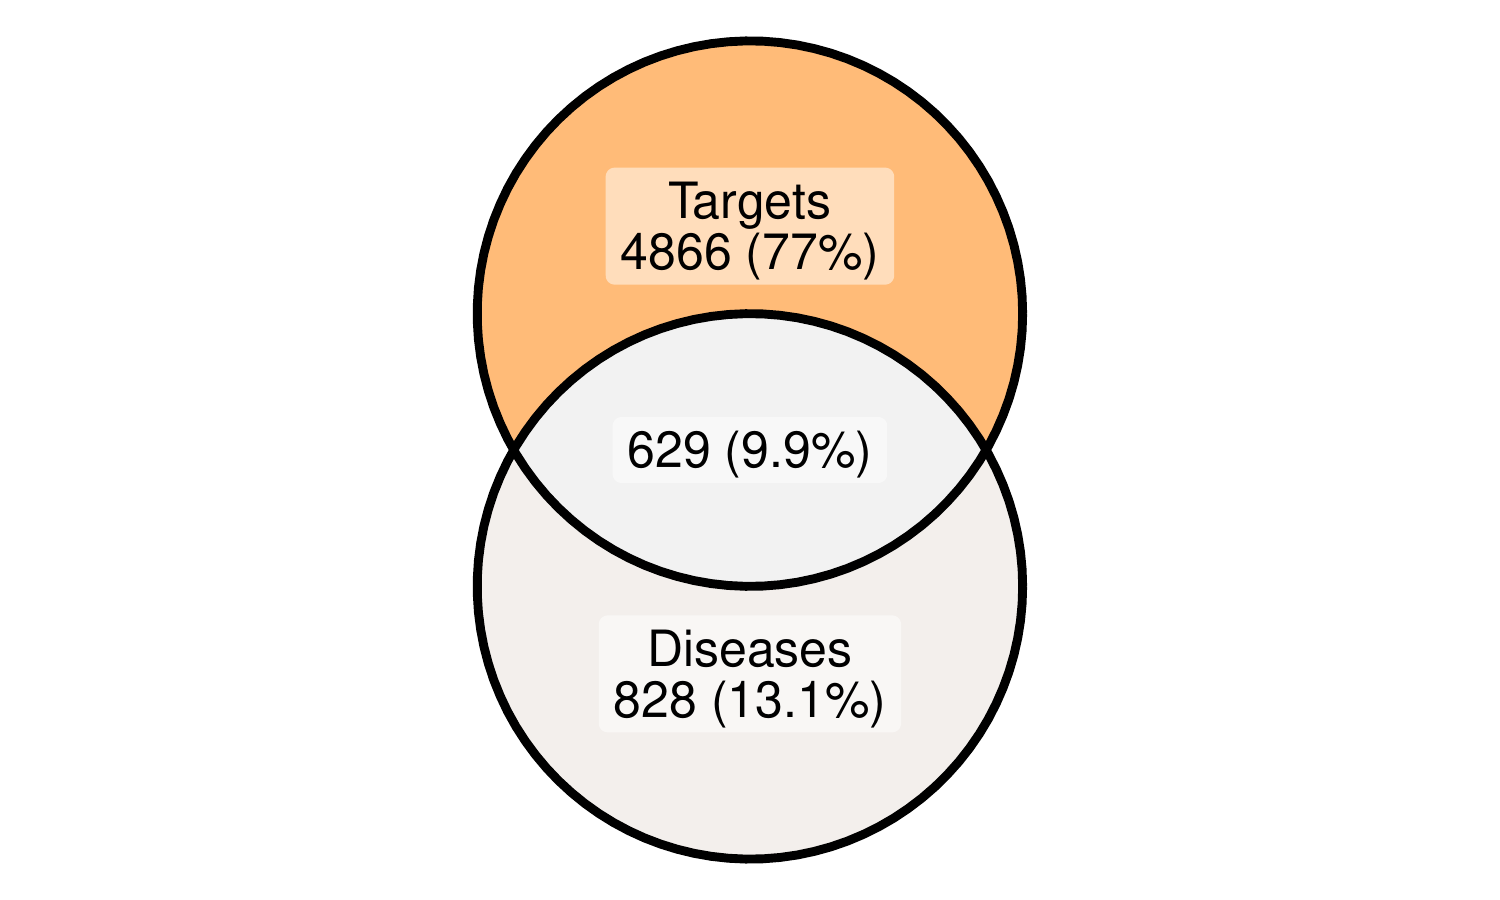 Targets
4866 (77%)
629 (9.9%)
Diseases
828 (13.1%)